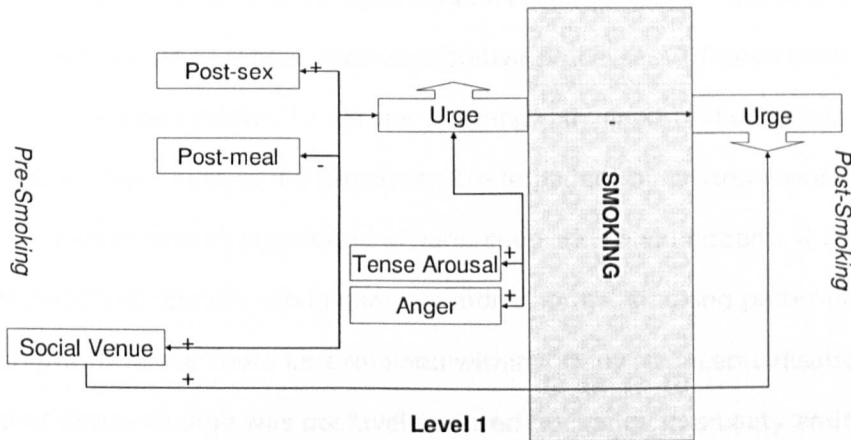 Post-sex
+
Urge
-
Urge
Post-meal
-
Pre-Smoking
SMOKING
Post-Smoking
Tense Arousal
+
Anger
+
Social Venue
+
+
Level 1